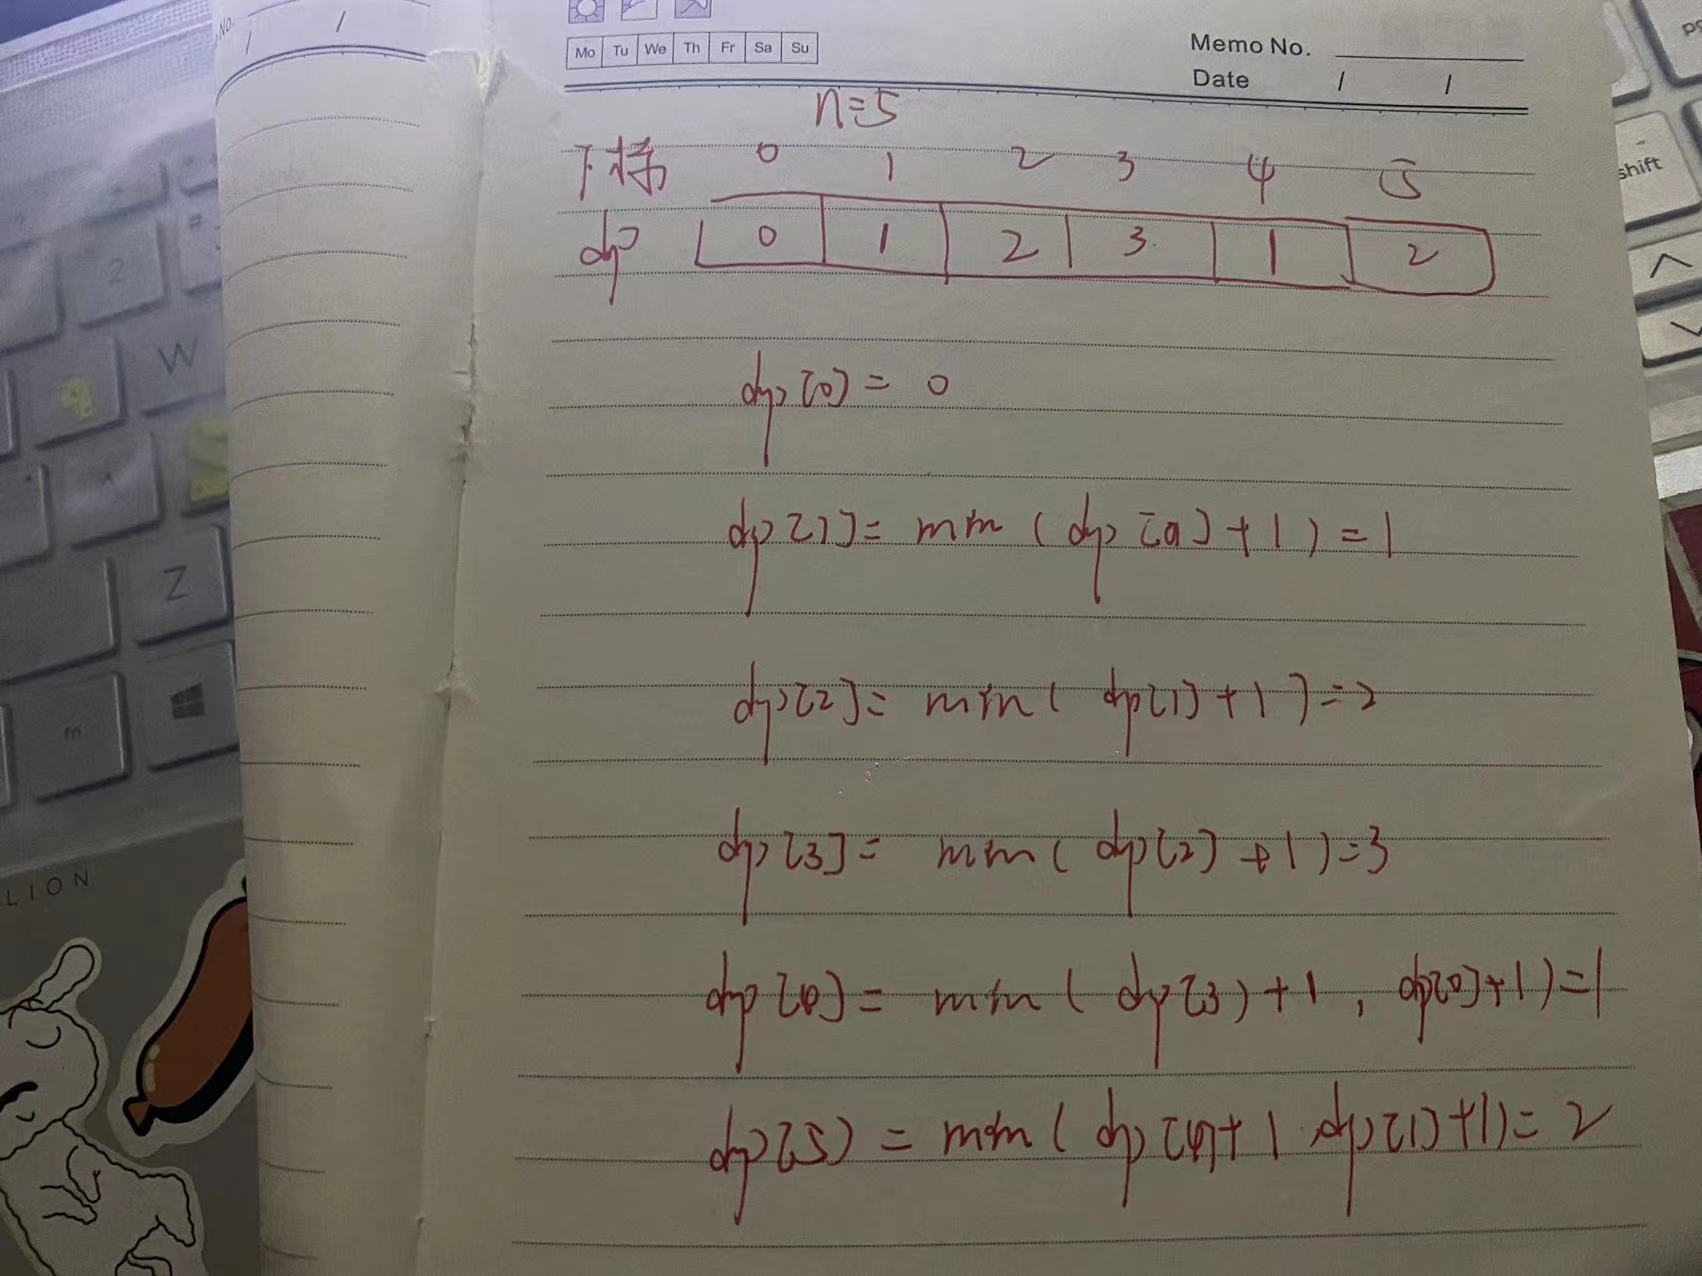 No.
/ /
Mo Tu We Th Fr Sa Su
Memo No.
Date / /
n=5
下标 0 1 2 3 4 5
dp 0 1 2 3 1 2
dp[0] = 0
dp[1] = min(dp[0]+1) = 1
dp[2] = min(dp[1]+1) = 2
dp[3] = min(dp[2]+1) = 3
dp[4] = min(dp[3]+1, dp[0]+1) = 1
dp[5] = min(dp[4]+1, dp[1]+1) = 2
2
W
Z
fn
LION
shift